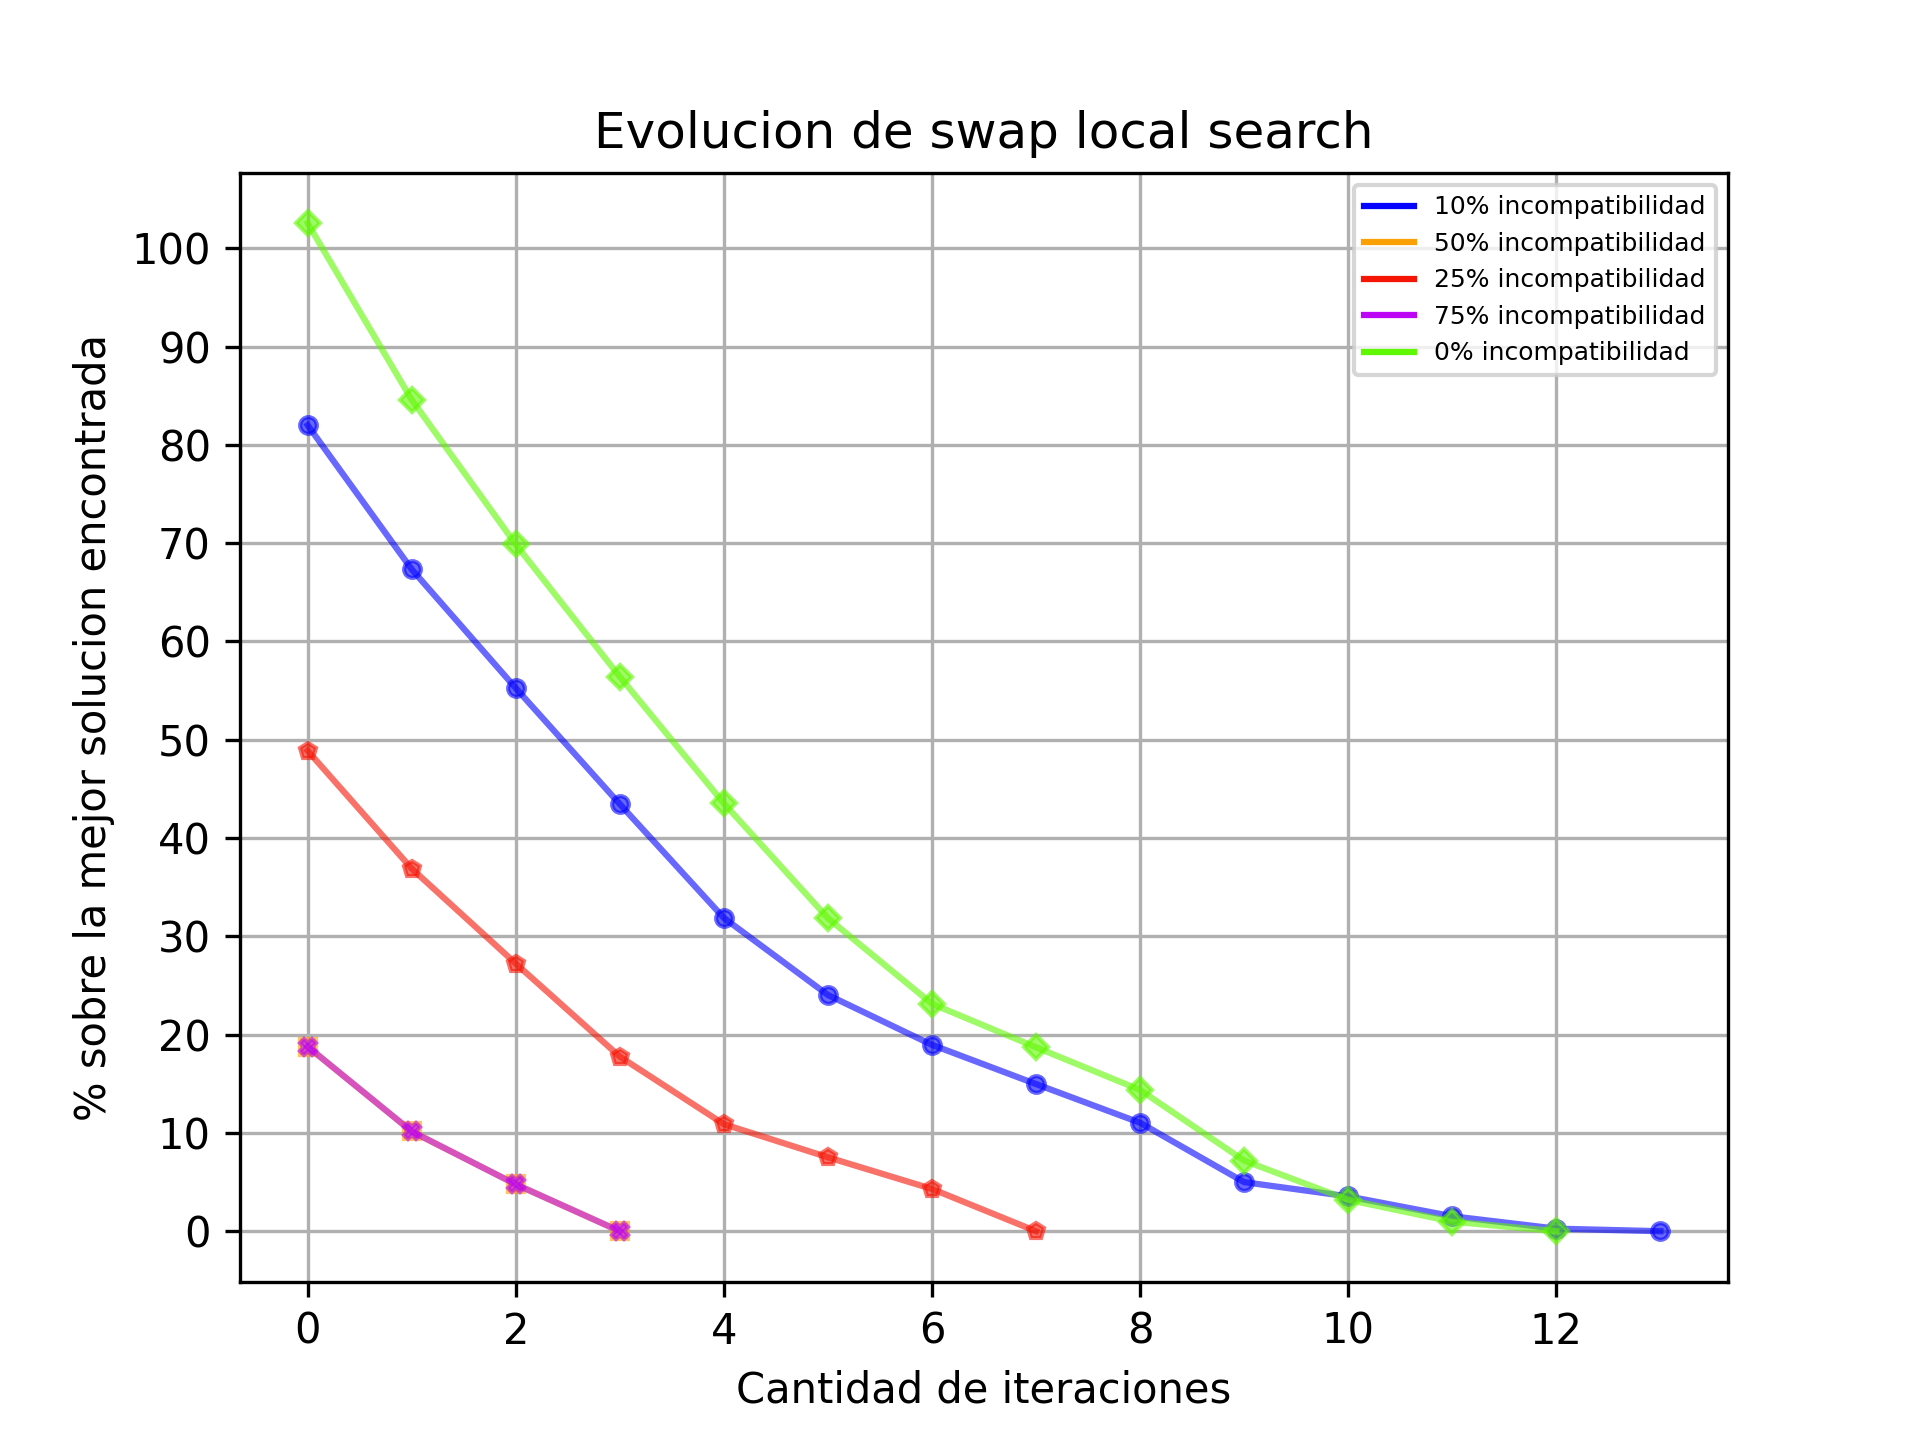 Evolucion de swap local search
10% incompatibilidad
50% incompatibilidad
25% incompatibilidad
75% incompatibilidad
0% incompatibilidad
% sobre la mejor solucion encontrada
100
90
80
70
60
50
40
30
20
10
0
0 2 4 6 8 10 12
Cantidad de iteraciones